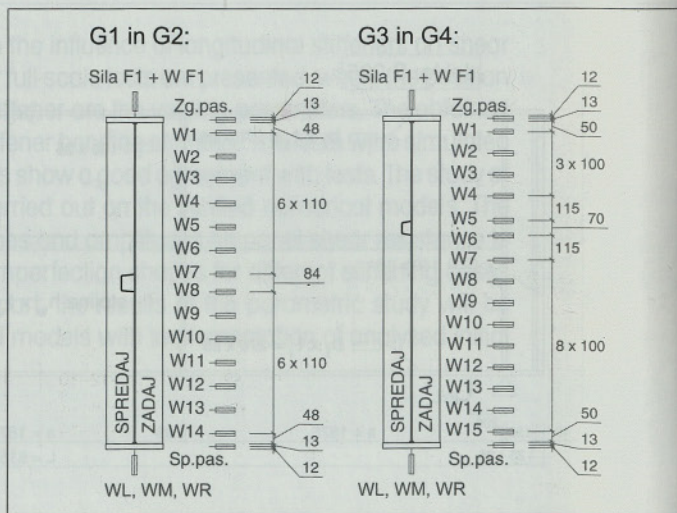 G1 in G2:
Sila F1 + W F1
Zg.pas.
W1
W2
W3
W4
W5
W6
W7
W8
W9
W10
W11
W12
W13
W14
Sp.pas.
SPREDAJ
ZADAJ
WL, WM, WR
12
13
48
6 x 110
84
6 x 110
48
13
12
G3 in G4:
Sila F1 + W F1
Zg.pas.
W1
W2
W3
W4
W5
W6
W7
W8
W9
W10
W11
W12
W13
W14
W15
Sp.pas.
SPREDAJ
ZADAJ
WL, WM, WR
12
13
50
3 x 100
115
70
115
8 x 100
50
13
12